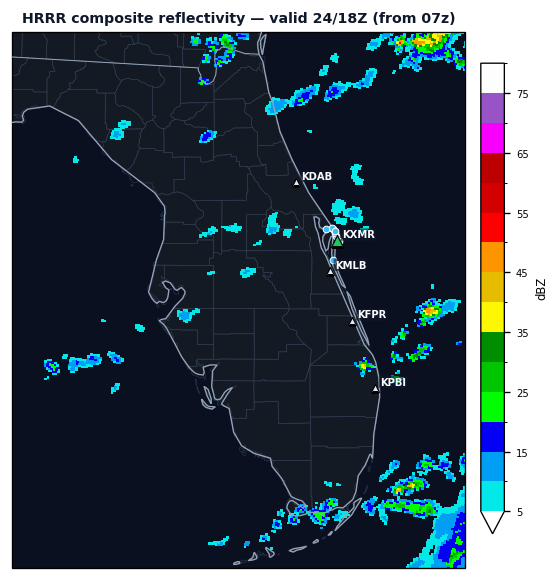 HRRR composite reflectivity — valid 24/18Z (from 07z)
75
65
55
45
35
25
15
5
dBZ
KDAB
KXMR
KMLB
KFPR
KPBI